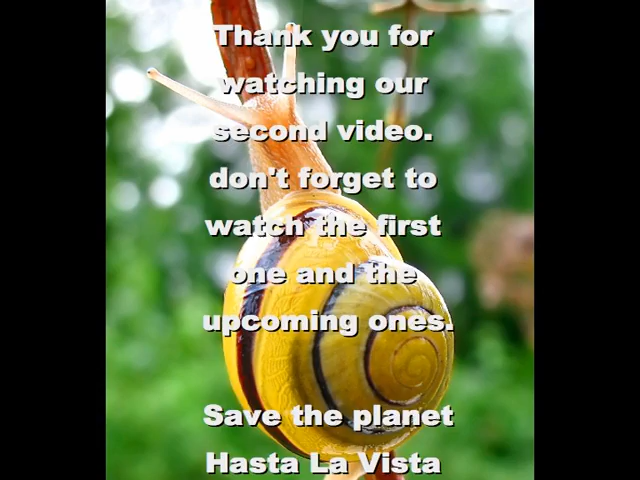 Thank you for
watching our
second video.
don't forget to
watch the first
one and the
upcoming ones.
Save the planet
Hasta La Vista